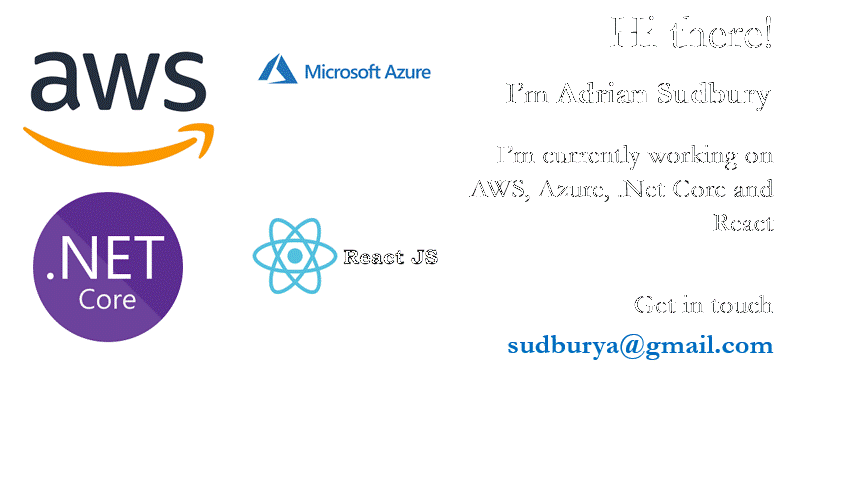 aws
Microsoft Azure
.NET
Core
React JS
Hi there!
I'm Adrian Sudbury
I'm currently working on
AWS, Azure, .Net Core and
React
Get in touch
sudburya@gmail.com